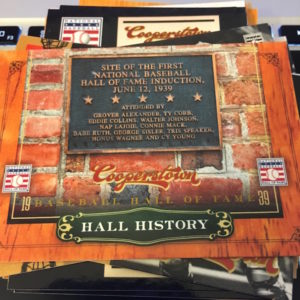 Cooperstown
SITE OF THE FIRST
NATIONAL BASEBALL
HALL OF FAME INDUCTION,
JUNE 12, 1939
ATTENDED BY
GROVER ALEXANDER, TY COBB,
EDDIE COLLINS, WALTER JOHNSON,
NAP LAJOIE, CONNIE MACK,
BABE RUTH, GEORGE SISLER, TRIS SPEAKER,
HONUS WAGNER AND CY YOUNG
Cooperstown
19 BASEBALL HALL OF FAME 39
HALL HISTORY